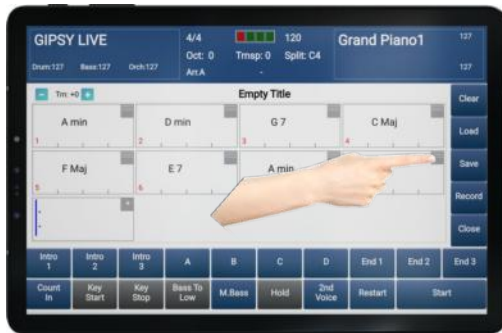 GIPSY LIVE
Drum:127 Bass:127 Orch:127
4/4 120
Oct: 0 Tmsp: 0 Split: C4
Arr.A -
Grand Piano1
127
127
Trn: +0
Empty Title
A min D min G 7 C Maj
1 2 3 4
F Maj E 7 A min
5 6
Clear
Load
Save
Record
Close
Intro 1 Intro 2 Intro 3 A B C D End 1 End 2 End 3
Count In Key Start Key Stop Bass To Low M.Bass Hold 2nd Voice Restart Start